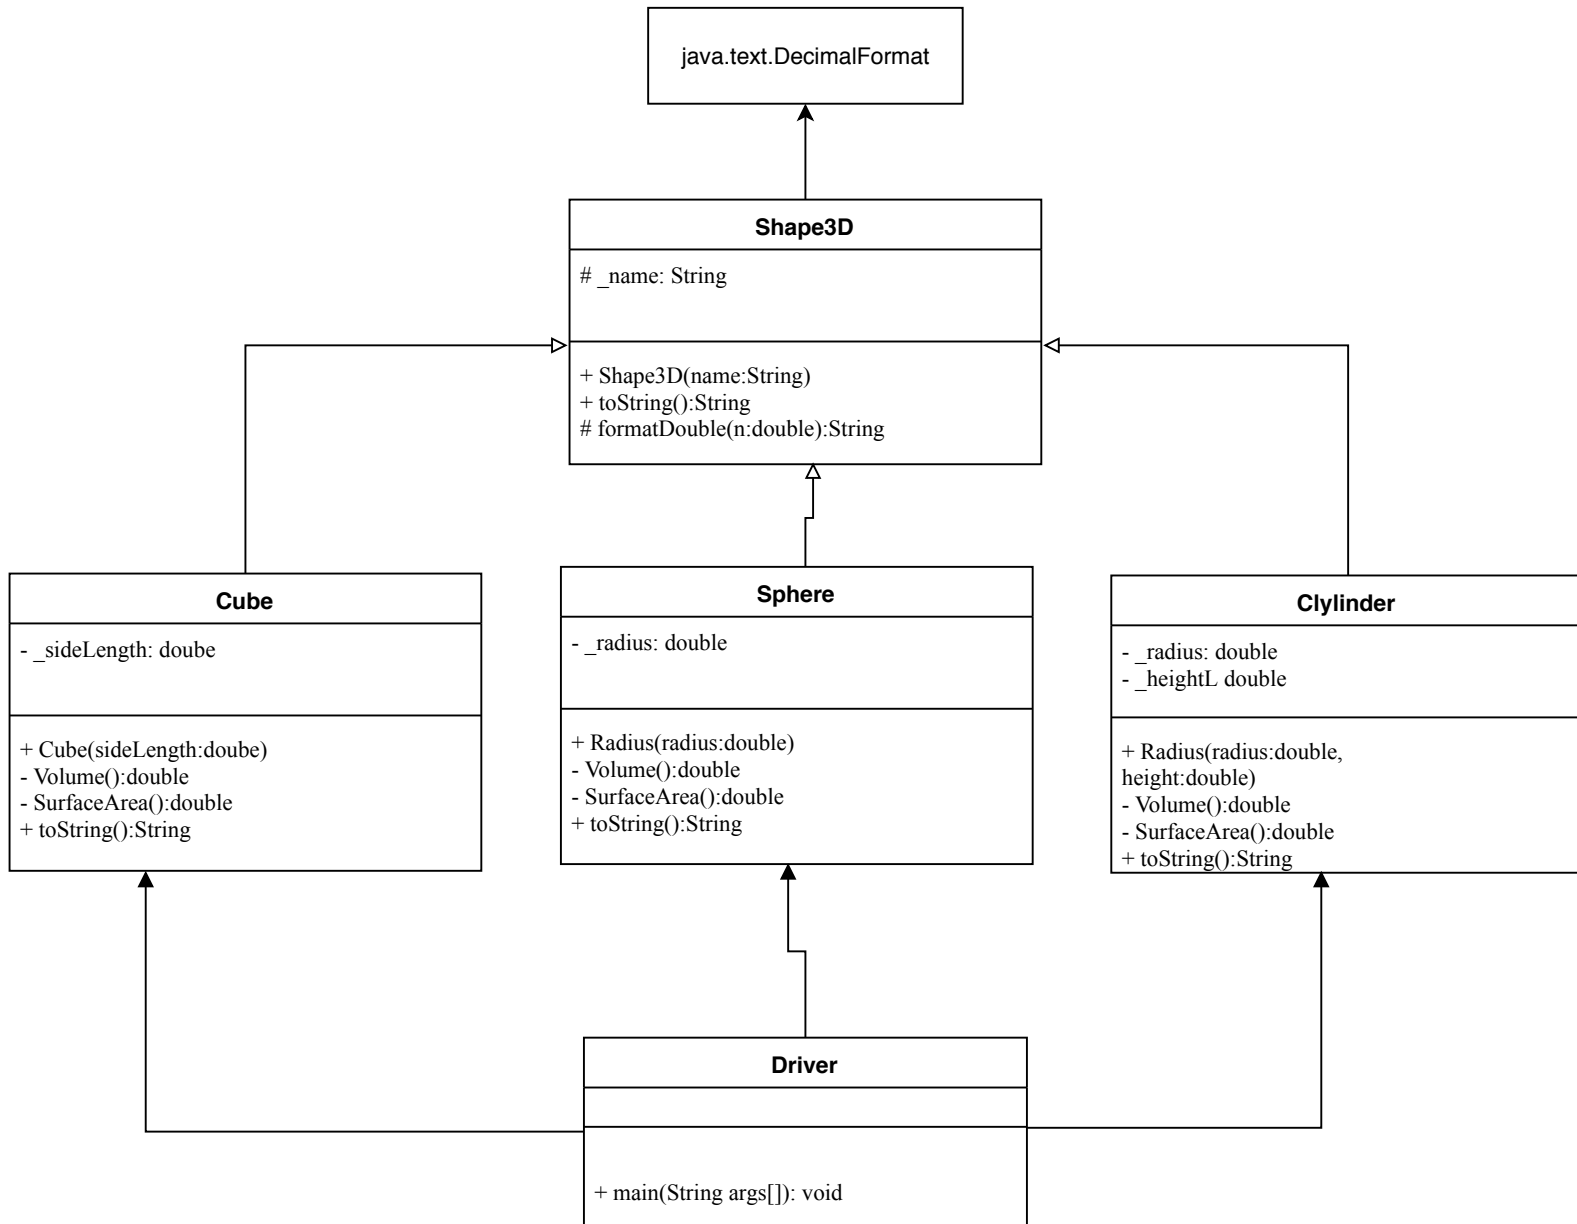 java.text.DecimalFormat
Shape3D
# _name: String
+ Shape3D(name:String)
+ toString():String
# formatDouble(n:double):String
Cube
- _sideLength: doube
+ Cube(sideLength:doube)
- Volume():double
- SurfaceArea():double
+ toString():String
Sphere
- _radius: double
+ Radius(radius:double)
- Volume():double
- SurfaceArea():double
+ toString():String
Clylinder
- _radius: double
- _heightL double
+ Radius(radius:double,
height:double)
- Volume():double
- SurfaceArea():double
+ toString():String
Driver
+ main(String args[]): void